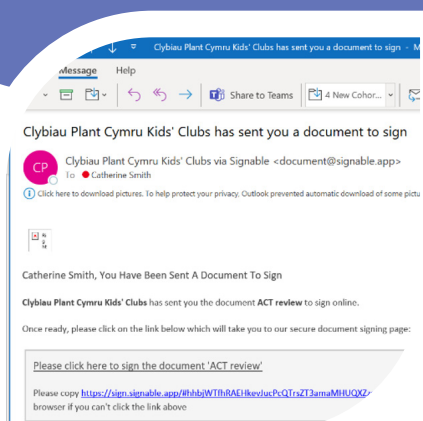 Clybiau Plant Cymru Kids' Clubs has sent you a document to sign - M
Message Help
Share to Teams 4 New Cohor...
Clybiau Plant Cymru Kids' Clubs has sent you a document to sign
CP
Clybiau Plant Cymru Kids' Clubs via Signable <document@signable.app>
To Catherine Smith
Click here to download pictures. To help protect your privacy, Outlook prevented automatic download of some pictu
Catherine Smith, You Have Been Sent A Document To Sign
Clybiau Plant Cymru Kids' Clubs has sent you the document ACT review to sign online.
Once ready, please click on the link below which will take you to our secure document signing page:
Please click here to sign the document 'ACT review'
Please copy
browser if you can't click the link above